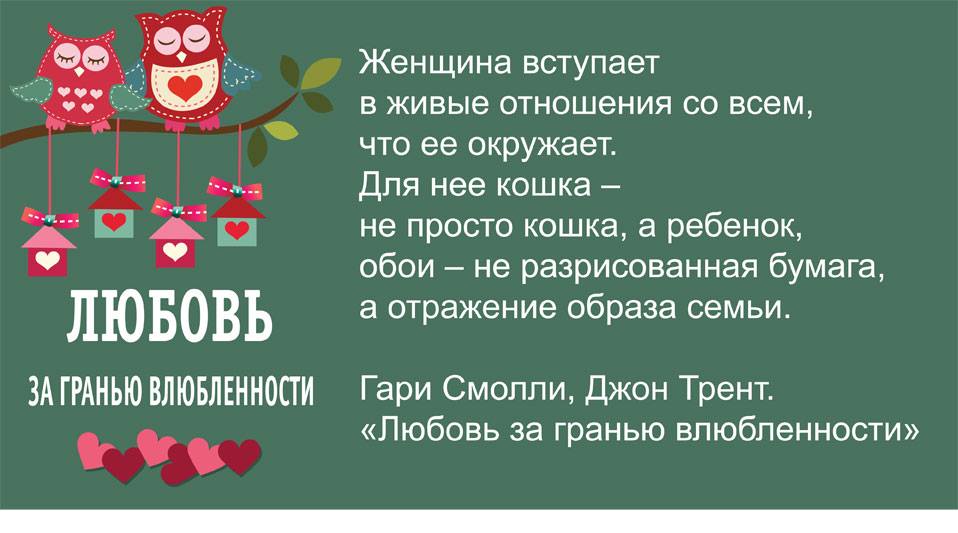 ЛЮБОВЬ
ЗА ГРАНЬЮ ВЛЮБЛЕННОСТИ
Женщина вступает
в живые отношения со всем,
что ее окружает.
Для нее кошка –
не просто кошка, а ребенок,
обои – не разрисованная бумага,
а отражение образа семьи.
Гари Смолли, Джон Трент.
«Любовь за гранью влюбленности»